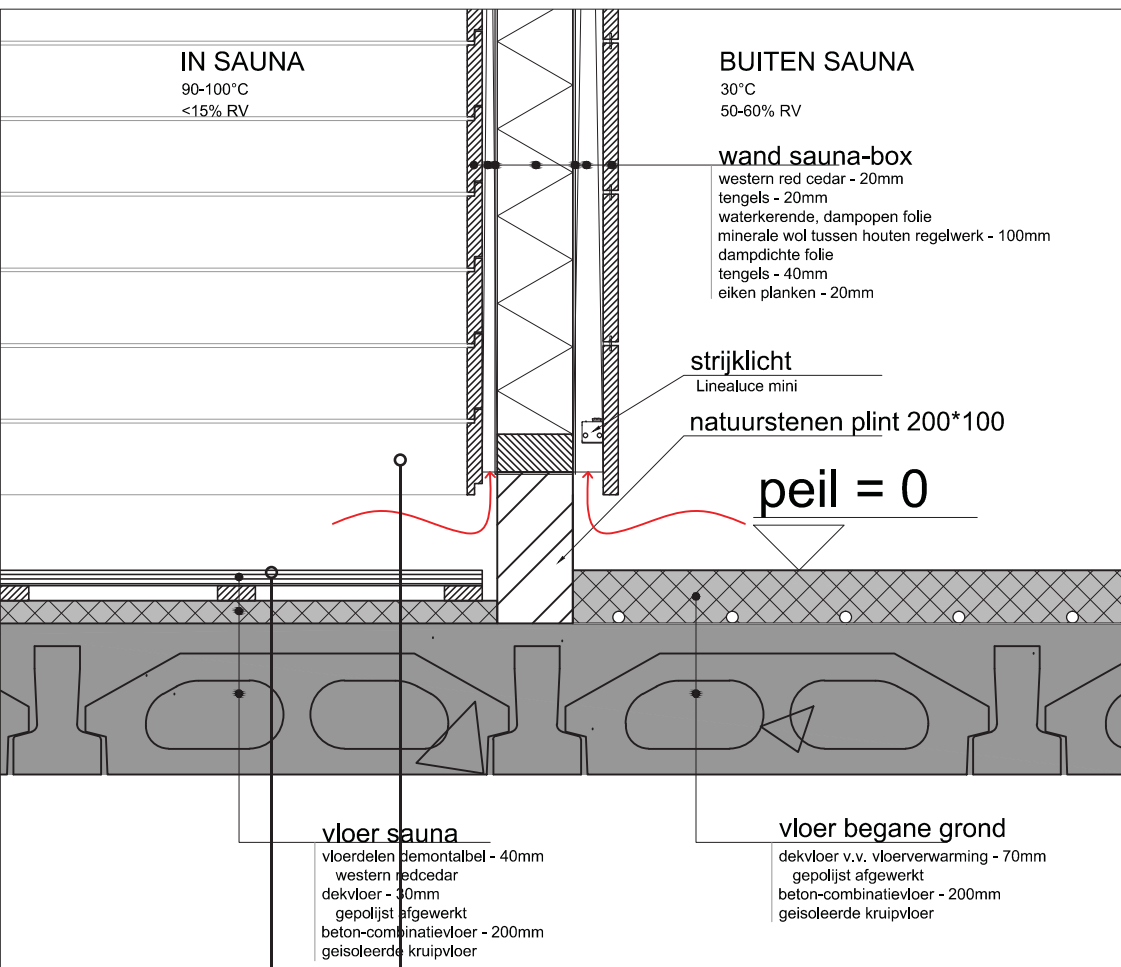 IN SAUNA
90-100°C
<15% RV
BUITEN SAUNA
30°C
50-60% RV
wand sauna-box
western red cedar - 20mm
tengels - 20mm
waterkerende, dampopen folie
minerale wol tussen houten regelwerk - 100mm
dampdichte folie
tengels - 40mm
eiken planken - 20mm
strijklicht
Linealuce mini
natuurstenen plint 200*100
peil = 0
vloer sauna
vloerdelen demontalbel - 40mm
western redcedar
dekvloer - 30mm
gepolijst afgewerkt
beton-combinatievloer - 200mm
geisoleerde kruipvloer
vloer begane grond
dekvloer v.v. vloerverwarming - 70mm
gepolijst afgewerkt
beton-combinatievloer - 200mm
geisoleerde kruipvloer